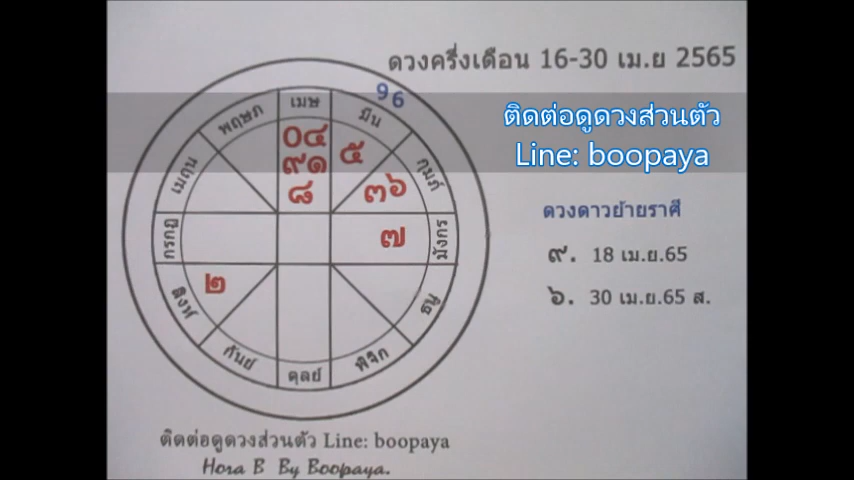 ดวงครึ่งเดือน 16-30 เม.ย 2565
96
ติดต่อดูดวงส่วนตัว
Line: boopaya
เมษ
มีน
พฤษภ
เมถุน
กุมภ์
กรกฎ
มังกร
สิงห์
ธนู
กันย์
พิจิก
ตุลย์
๐๔
๙๑
๘
๕
๓๖
๗
๒
ดวงดาวย้ายราศี
๙. 18 เม.ย.65
๖. 30 เม.ย.65 ส.
ติดต่อดูดวงส่วนตัว Line: boopaya
Hora B By Boopaya.